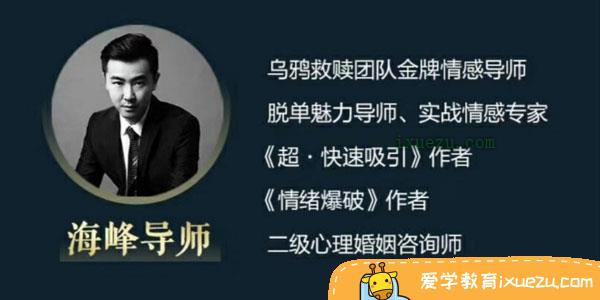 乌鸦救赎团队金牌情感导师
脱单魅力导师、实战情感专家
ixuezu.com
《超·快速吸引》作者
《情绪爆破》作者
海峰导师
二级心理婚姻咨询师
爱学教育ixuezu.com